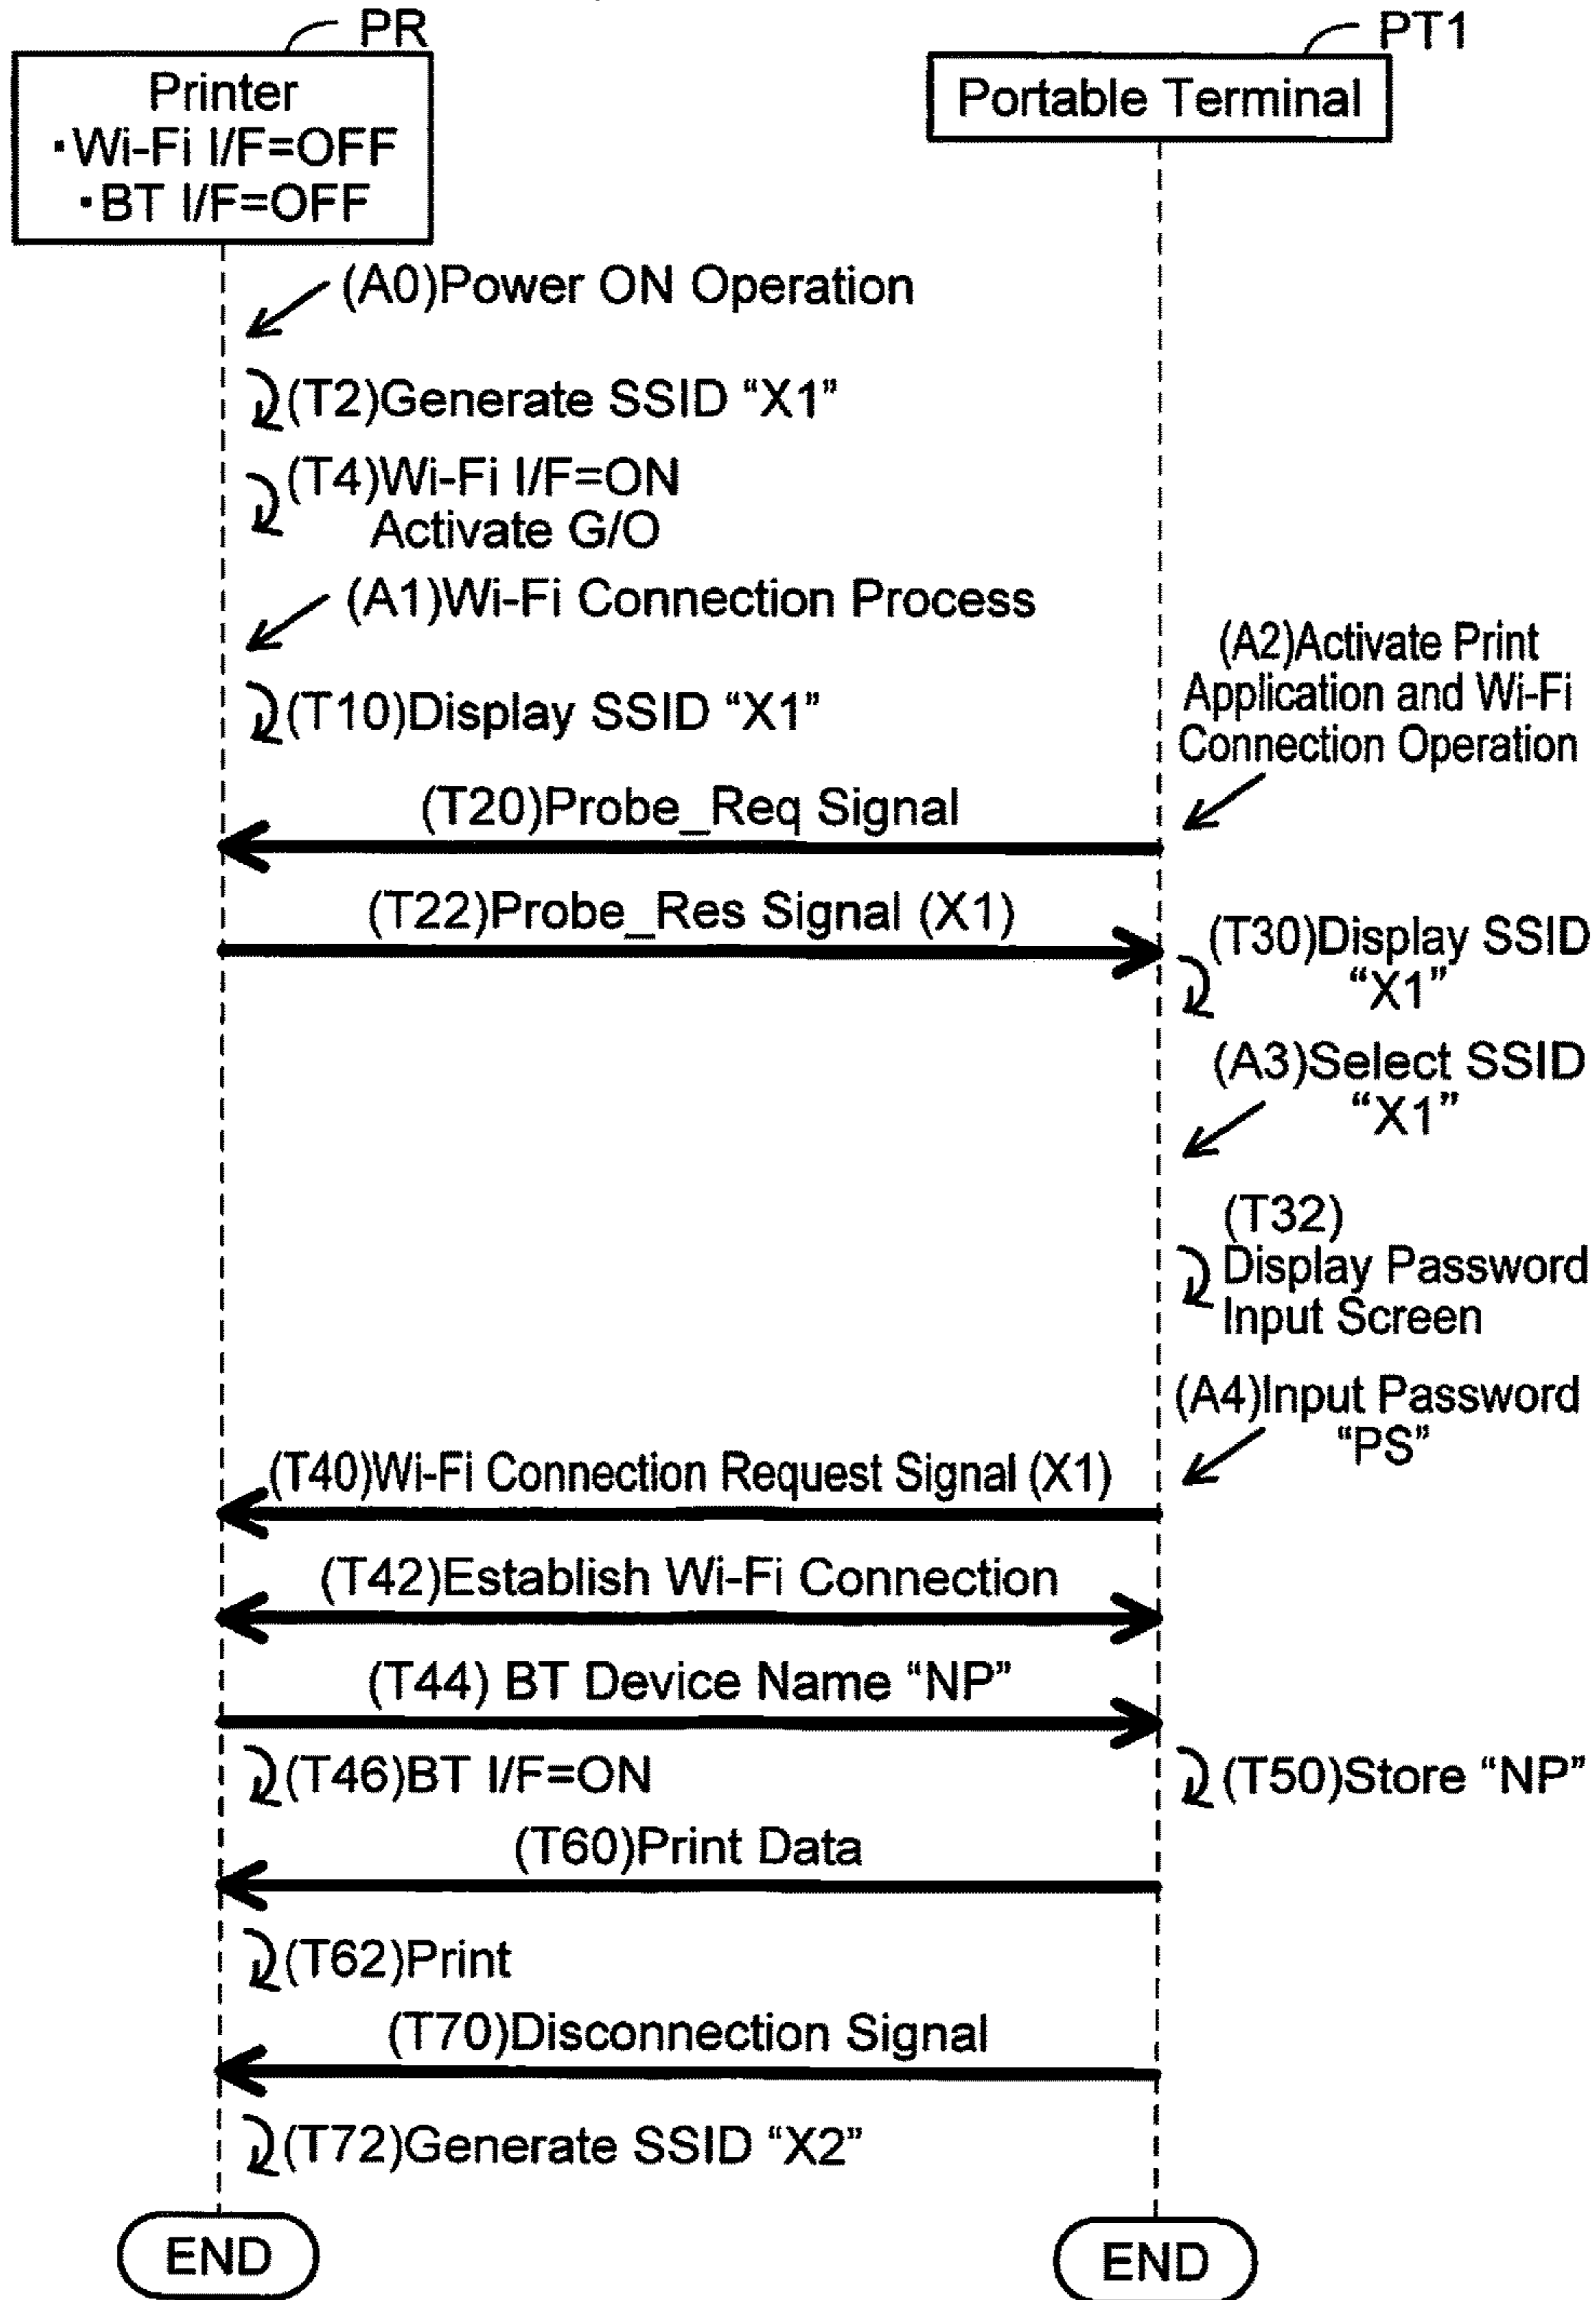 PR
PT1
Printer
·Wi-Fi I/F=OFF
·BT I/F=OFF
Portable Terminal
(A0)Power ON Operation
(T2)Generate SSID “X1”
(T4)Wi-Fi I/F=ON
Activate G/O
(A1)Wi-Fi Connection Process
(A2)Activate Print
Application and Wi-Fi
Connection Operation
(T10)Display SSID “X1”
(T20)Probe_Req Signal
(T22)Probe_Res Signal (X1)
(T30)Display SSID
“X1”
(A3)Select SSID
“X1”
(T32)
Display Password
Input Screen
(A4)Input Password
“PS”
(T40)Wi-Fi Connection Request Signal (X1)
(T42)Establish Wi-Fi Connection
(T44) BT Device Name “NP”
(T46)BT I/F=ON
(T50)Store “NP”
(T60)Print Data
(T62)Print
(T70)Disconnection Signal
(T72)Generate SSID “X2”
END
END